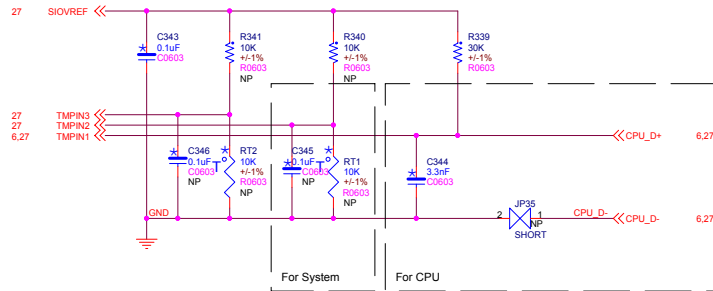 27 SIOVREF
C343
0.1uF
C0603
R341
10K
+/-1%
R0603
NP
R340
10K
+/-1%
R0603
NP
R339
30K
+/-1%
R0603
27 TMPIN3
27 TMPIN2
6,27 TMPIN1
CPU_D+ 6,27
C346
0.1uF
C0603
NP
T
RT2
10K
+/-1%
R0603
NP
C345
0.1uF
C0603
NP
T
RT1
10K
+/-1%
R0603
NP
C344
3.3nF
C0603
GND
JP35
2 1
NP
SHORT
CPU_D-
CPU_D- 6,27
For System
For CPU